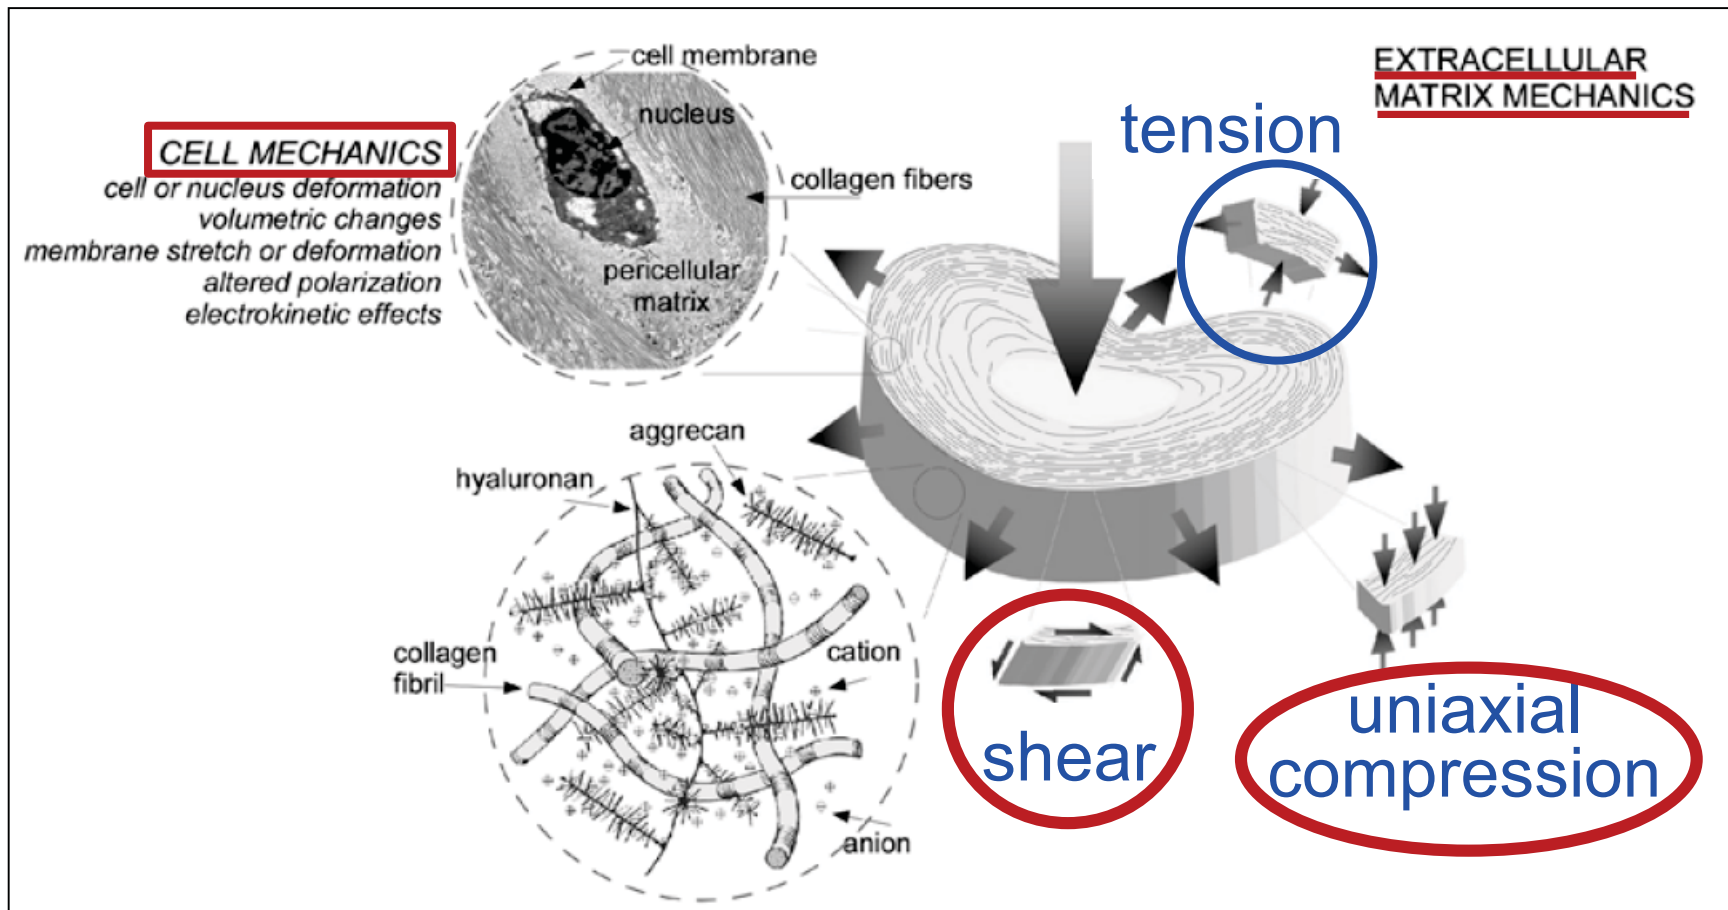 cell membrane
nucleus
CELL MECHANICS
cell or nucleus deformation
volumetric changes
membrane stretch or deformation
altered polarization
electrokinetic effects
collagen fibers
pericellular
matrix
EXTRACELLULAR
MATRIX MECHANICS
tension
aggrecan
hyaluronan
collagen
fibril
cation
anion
shear
uniaxial
compression